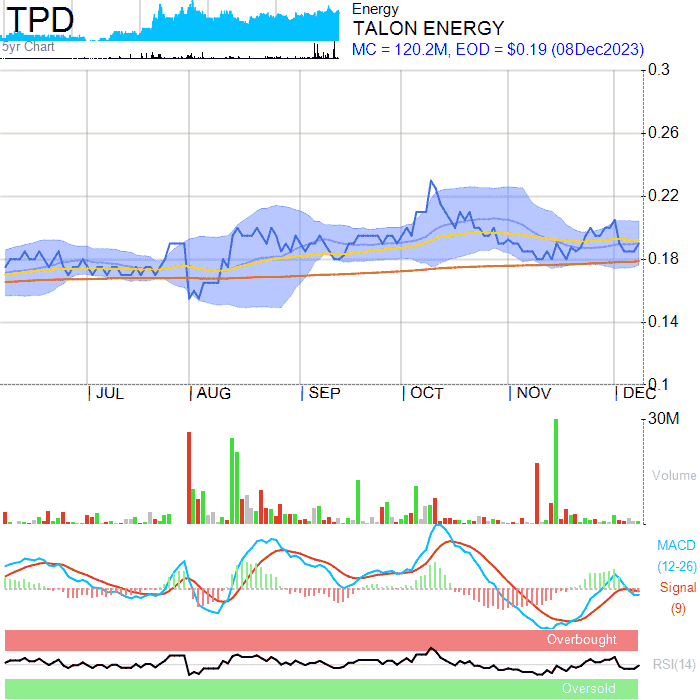 TPD
5yr Chart
Energy
TALON ENERGY
MC = 120.2M, EOD = $0.19 (08Dec2023)
0.3
0.26
0.22
0.18
0.14
0.1
JUL AUG SEP OCT NOV DEC
30M
Volume
MACD
(12-26)
Signal
(9)
Overbought
RSI(14)
Oversold